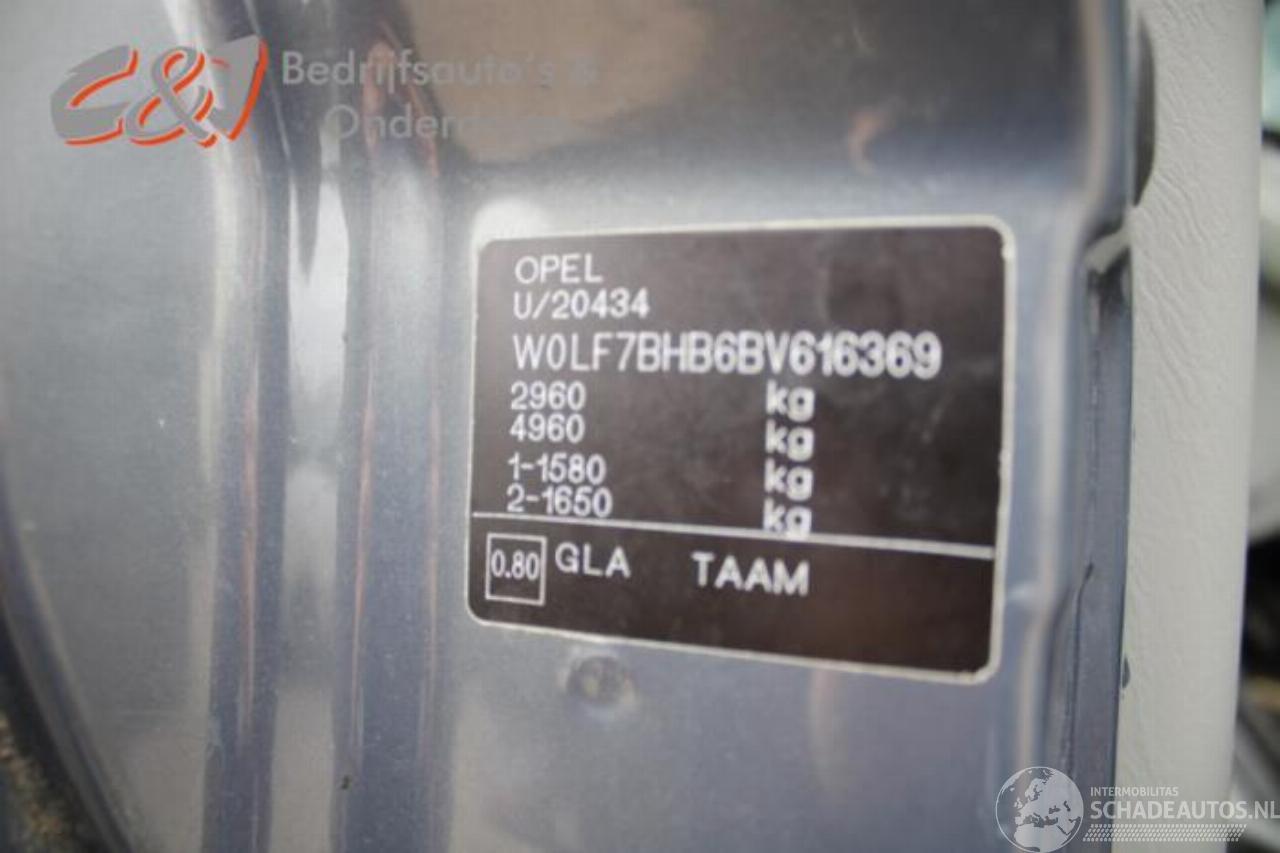 C&J Bedrijfsauto's &
OPEL
U/20434
W0LF7BHB6BV616369
2960 kg
4960 kg
1-1580 kg
2-1650 kg
0.80 GLA TAAM
INTERMOBILITAS
SCHADEAUTOS.NL